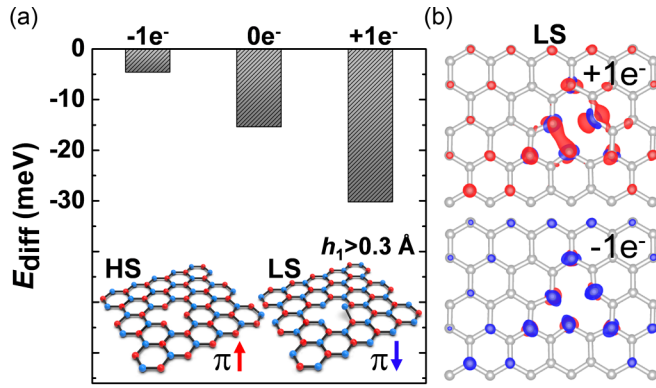 (a)
-1e⁻ 0e⁻ +1e⁻
0
-10
-20
-30
E_diff (meV)
HS
LS
h₁>0.3 Å
π↑
π↓
(b)
LS
+1e⁻
-1e⁻